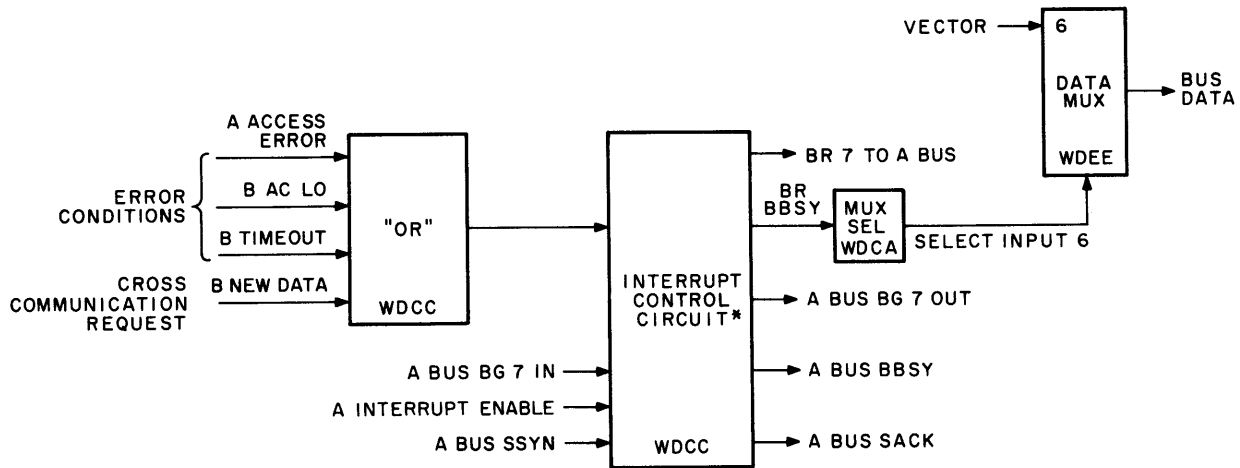 VECTOR
6
DATA
MUX
WDEE
BUS
DATA
A ACCESS
ERROR
B AC LO
B TIMEOUT
B NEW DATA
ERROR
CONDITIONS
CROSS
COMMUNICATION
REQUEST
"OR"
WDCC
A BUS BG 7 IN
A INTERRUPT ENABLE
A BUS SSYN
INTERRUPT
CONTROL
CIRCUIT*
WDCC
BR 7 TO A BUS
BR
BBSY
MUX
SEL
WDCA
SELECT INPUT 6
A BUS BG 7 OUT
A BUS BBSY
A BUS SACK